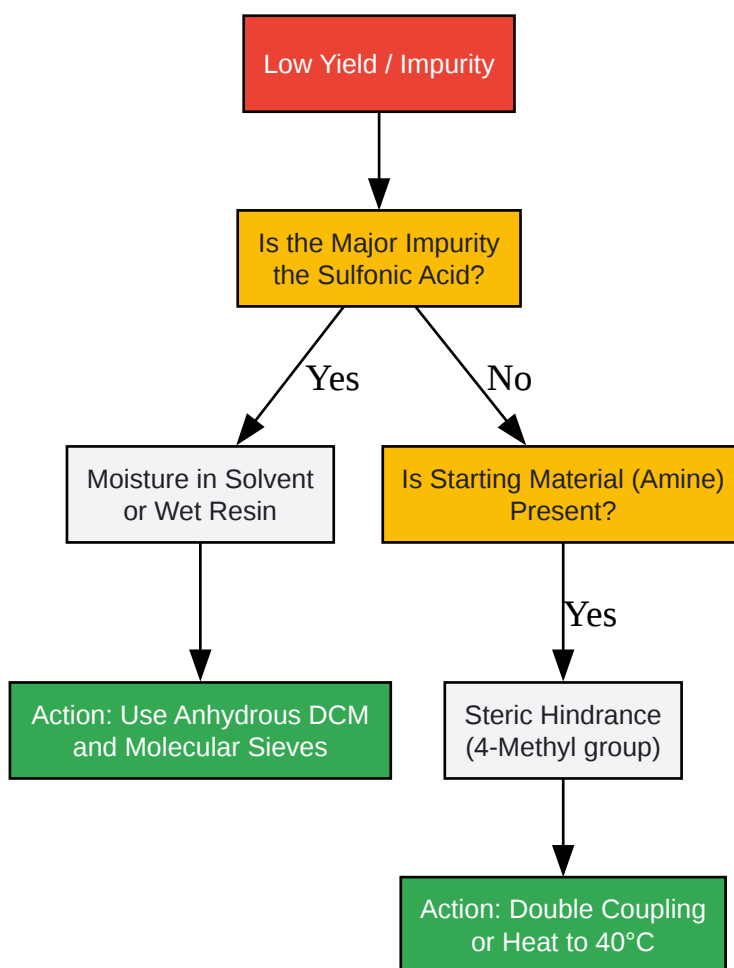 Low Yield / Impurity
Is the Major Impurity
the Sulfonic Acid?
Yes
No
Moisture in Solvent
or Wet Resin
Is Starting Material (Amine)
Present?
Yes
Action: Use Anhydrous DCM
and Molecular Sieves
Steric Hindrance
(4-Methyl group)
Action: Double Coupling
or Heat to 40°C